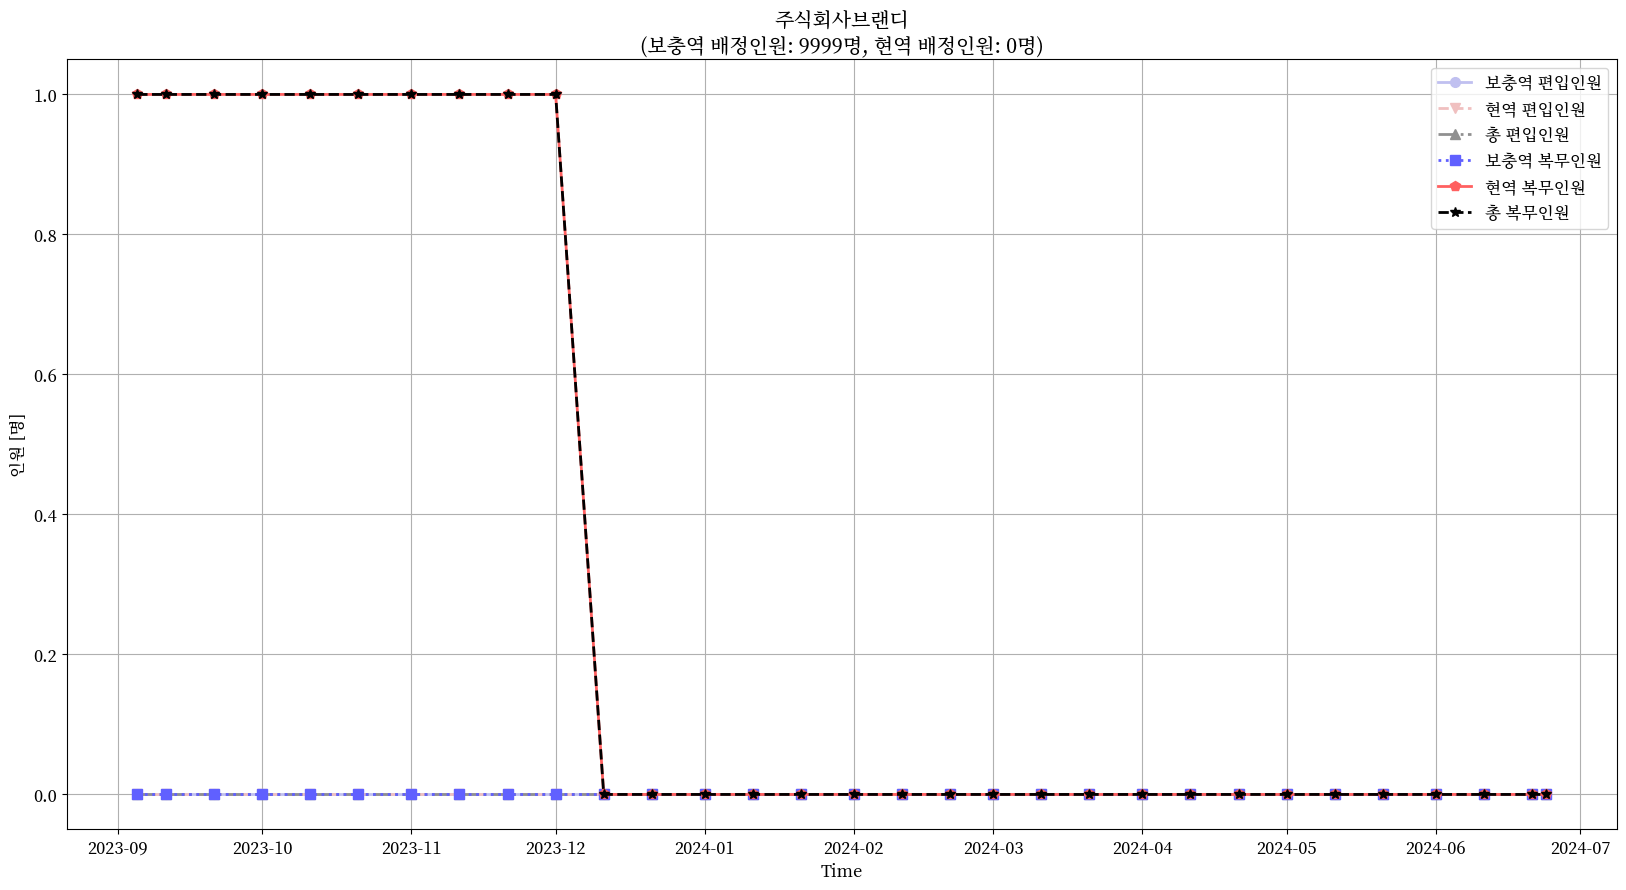 주식회사브랜디
(보충역 배정인원: 9999명, 현역 배정인원: 0명)
보충역 편입인원
현역 편입인원
총 편입인원
보충역 복무인원
현역 복무인원
총 복무인원
인원 [명]
1.0
0.8
0.6
0.4
0.2
0.0
2023-09 2023-10 2023-11 2023-12 2024-01 2024-02 2024-03 2024-04 2024-05 2024-06 2024-07
Time